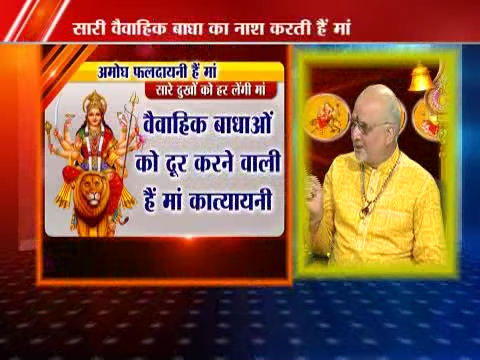 सारी वैवाहिक बाधा का नाश करती हैं मां
अमोघ फलदायनी हैं मां
सारे दुखों को हर लेंगी मां
वैवाहिक बाधाओं
को दूर करने वाली
हैं मां कात्यायनी